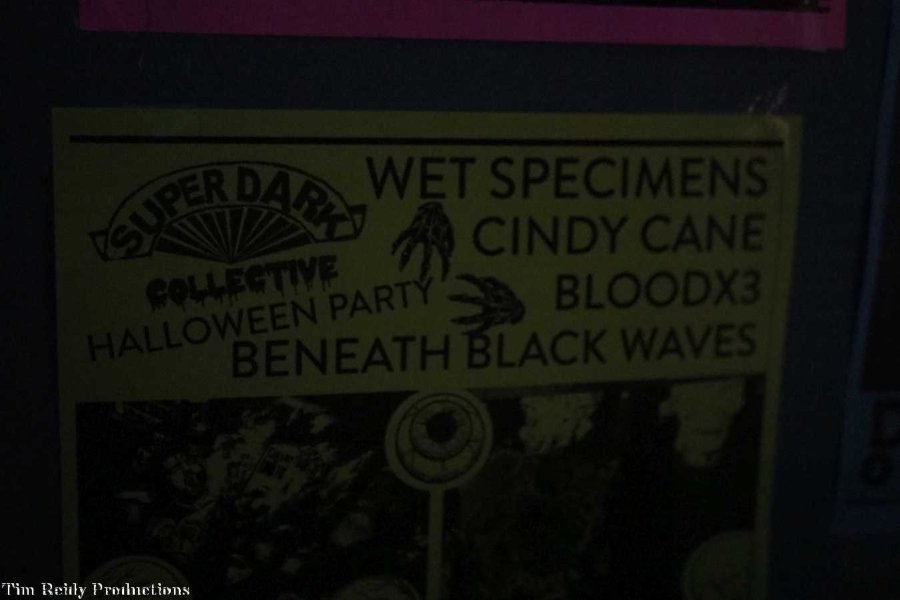 SUPER DARK
COLLECTIVE
HALLOWEEN PARTY
WET SPECIMENS
CINDY CANE
BLOODX3
BENEATH BLACK WAVES
Tim Reidy Productions